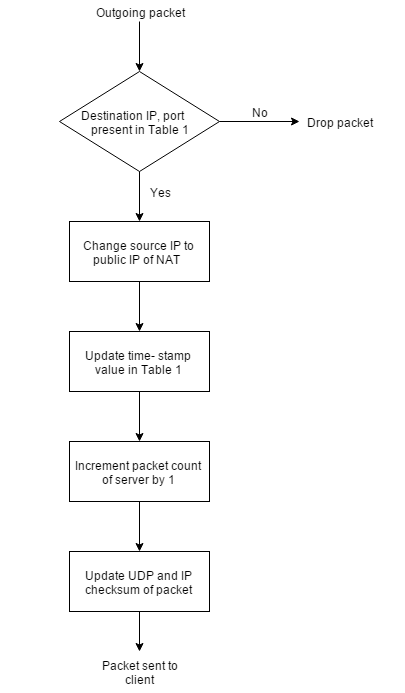 Outgoing packet
Destination IP, port
present in Table 1
No
Drop packet
Yes
Change source IP to
public IP of NAT
Update time- stamp
value in Table 1
Increment packet count
of server by 1
Update UDP and IP
checksum of packet
Packet sent to
client